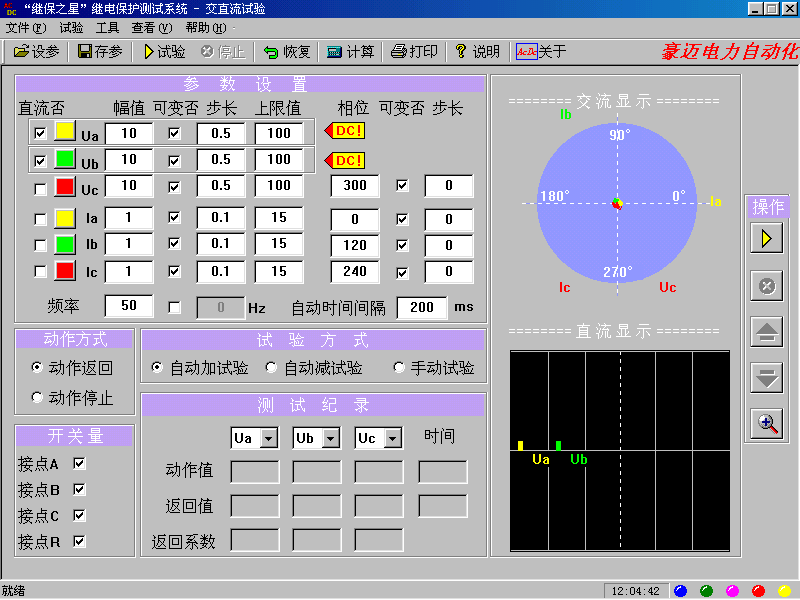 AC DC "继保之星"继电保护测试系统 - 交直流试验
文件(F) 试验 工具 查看(V) 帮助(H)
设参 存参 试验 停止 恢复 计算 打印 说明 AcDc 关于 豪迈电力自动化
参 数 设 置
直流否 幅值 可变否 步长 上限值 相位 可变否 步长
Ua 10 0.5 100 DC!
Ub 10 0.5 100 DC!
Uc 10 0.5 100 300 0
Ia 1 0.1 15 0 0
Ib 1 0.1 15 120 0
Ic 1 0.1 15 240 0
频率 50 0 Hz 自动时间间隔 200 ms
动作方式
动作返回
动作停止
试 验 方 式
自动加试验 自动减试验 手动试验
开关量
接点A
接点B
接点C
接点R
测 试 纪 录
Ua Ub Uc 时间
动作值
返回值
返回系数
======== 交流显示 ========
Ib
90°
180° 0° Ia
270°
Ic Uc
======== 直流显示 ========
Ua Ub
操作
就绪 12:04:42